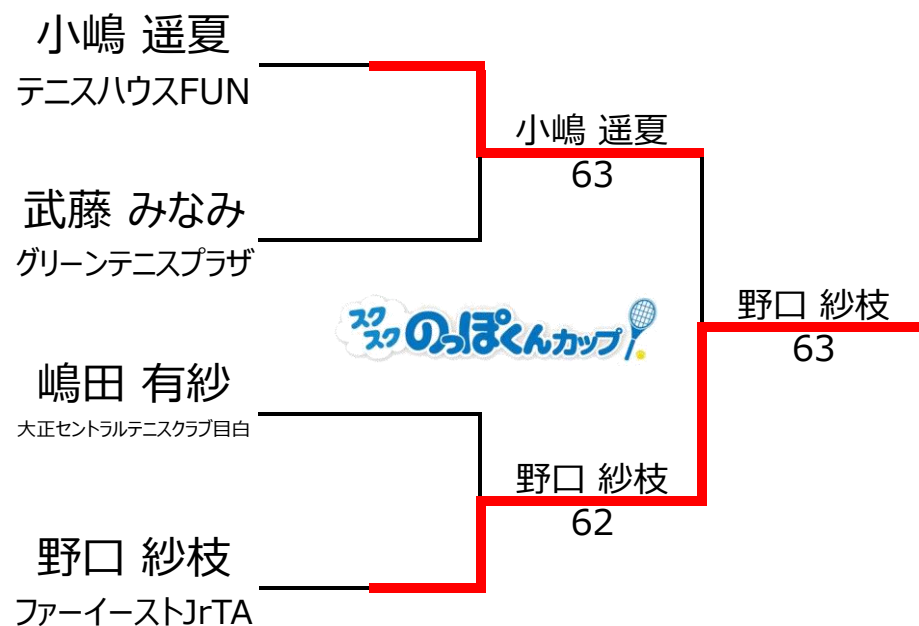 小嶋 遥夏
テニスハウスFUN
小嶋 遥夏
63
武藤 みなみ
グリーンテニスプラザ
スクスク
のっぽくんカップ
野口 紗枝
63
嶋田 有紗
大正セントラルテニスクラブ目白
野口 紗枝
62
野口 紗枝
ファーイーストJrTA